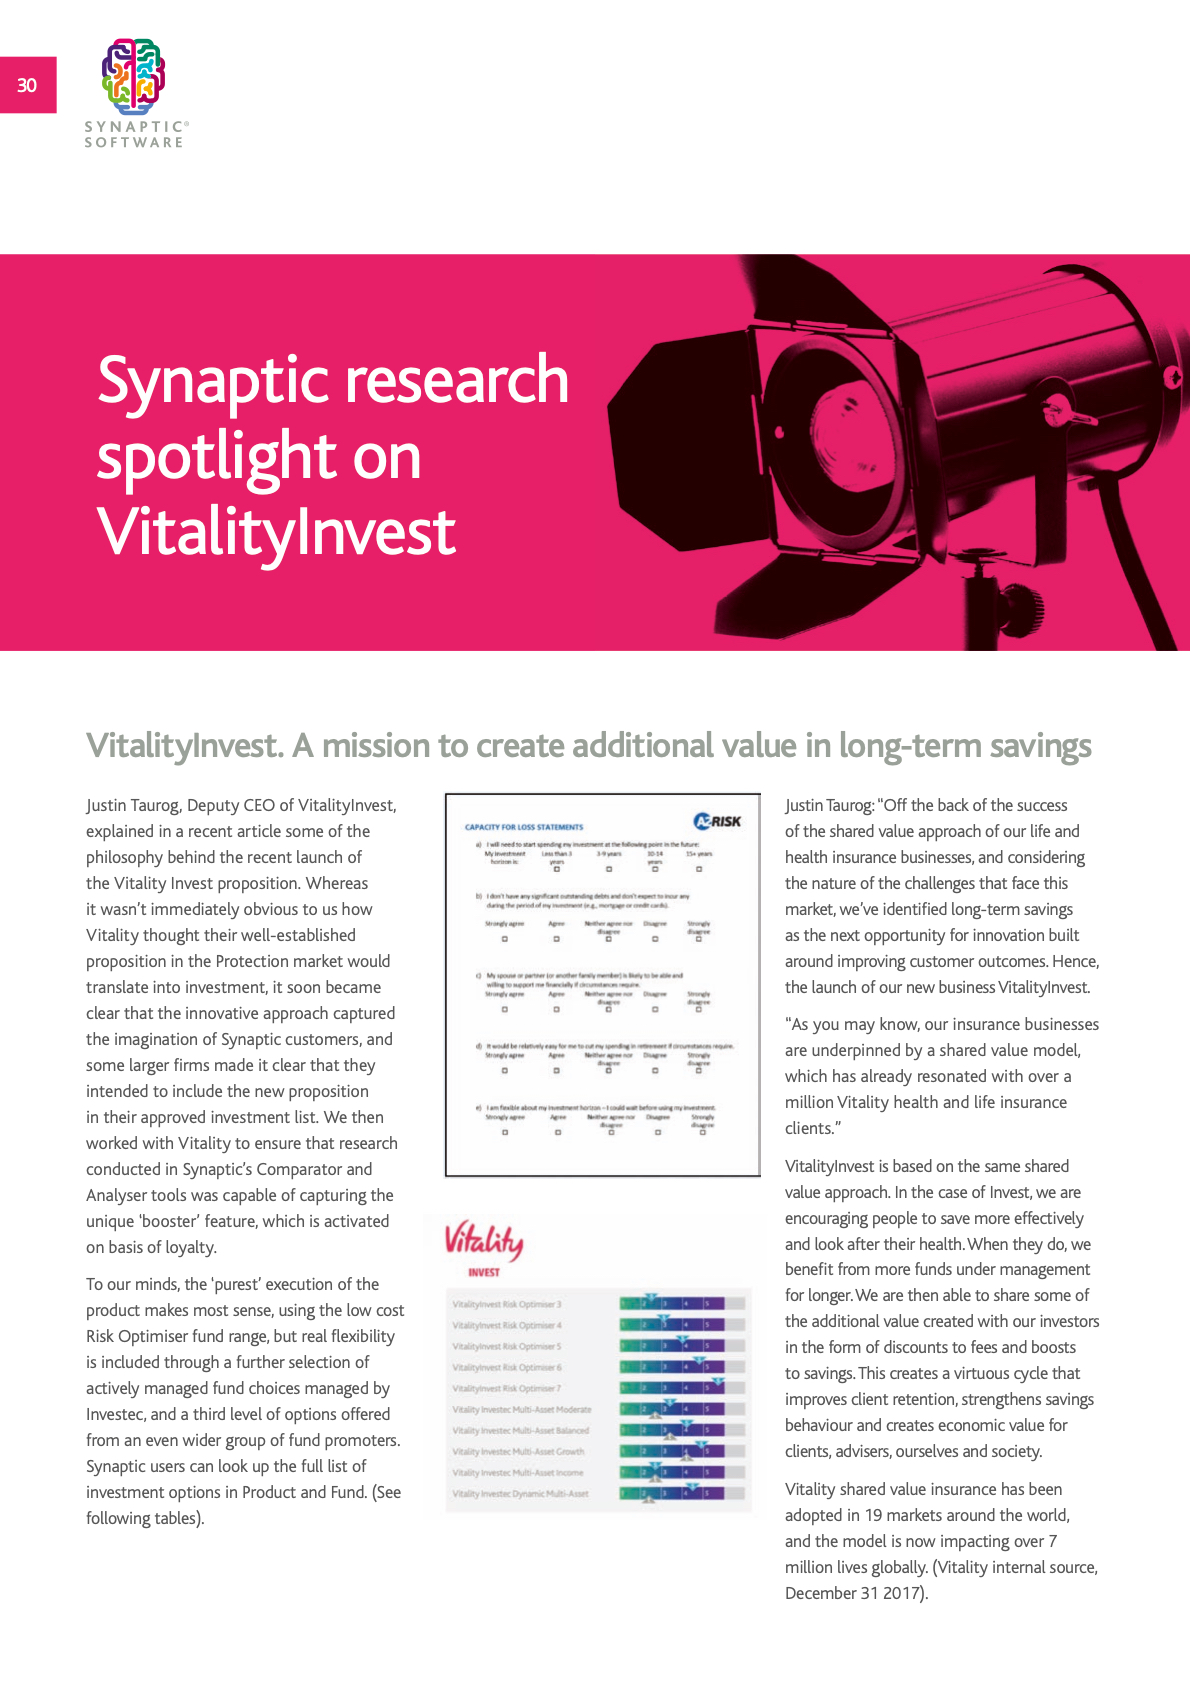 30
SYNAPTIC®
SOFTWARE
Synaptic research
spotlight on
VitalityInvest
VitalityInvest. A mission to create additional value in long-term savings
Justin Taurog, Deputy CEO of VitalityInvest,
explained in a recent article some of the
philosophy behind the recent launch of
the Vitality Invest proposition. Whereas
it wasn’t immediately obvious to us how
Vitality thought their well-established
proposition in the Protection market would
translate into investment, it soon became
clear that the innovative approach captured
the imagination of Synaptic customers, and
some larger firms made it clear that they
intended to include the new proposition
in their approved investment list. We then
worked with Vitality to ensure that research
conducted in Synaptic’s Comparator and
Analyser tools was capable of capturing the
unique ‘booster’ feature, which is activated
on basis of loyalty.
To our minds, the ‘purest’ execution of the
product makes most sense, using the low cost
Risk Optimiser fund range, but real flexibility
is included through a further selection of
actively managed fund choices managed by
Investec, and a third level of options offered
from an even wider group of fund promoters.
Synaptic users can look up the full list of
investment options in Product and Fund. (See
following tables).
A2RISK
CAPACITY FOR LOSS STATEMENTS
a) I will need to start spending my investment at the following point in the future:
My investment Less than 3 3-9 years 10-14 15+ years
horizon is: years years
b) I don't have any significant outstanding debts and don't expect to incur any
during the period of my investment (e.g., mortgage or credit cards).
Strongly agree Agree Neither agree nor Disagree Strongly
disagree disagree
c) My spouse or partner (or another family member) is likely to be able and
willing to support me financially if circumstances require.
Strongly agree Agree Neither agree nor Disagree Strongly
disagree disagree
d) It would be relatively easy for me to cut my spending in retirement if circumstances require.
Strongly agree Agree Neither agree nor Disagree Strongly
disagree disagree
e) I am flexible about my investment horizon – I could wait before using my investment.
Strongly agree Agree Neither agree nor Disagree Strongly
disagree disagree
Vitality
INVEST
VitalityInvest Risk Optimiser 3
VitalityInvest Risk Optimiser 4
VitalityInvest Risk Optimiser 5
VitalityInvest Risk Optimiser 6
VitalityInvest Risk Optimiser 7
Vitality Investec Multi-Asset Moderate
Vitality Investec Multi-Asset Balanced
Vitality Investec Multi-Asset Growth
Vitality Investec Multi-Asset Income
Vitality Investec Dynamic Multi-Asset
Justin Taurog: “Off the back of the success
of the shared value approach of our life and
health insurance businesses, and considering
the nature of the challenges that face this
market, we’ve identified long-term savings
as the next opportunity for innovation built
around improving customer outcomes. Hence,
the launch of our new business VitalityInvest.
“As you may know, our insurance businesses
are underpinned by a shared value model,
which has already resonated with over a
million Vitality health and life insurance
clients.”
VitalityInvest is based on the same shared
value approach. In the case of Invest, we are
encouraging people to save more effectively
and look after their health. When they do, we
benefit from more funds under management
for longer. We are then able to share some of
the additional value created with our investors
in the form of discounts to fees and boosts
to savings. This creates a virtuous cycle that
improves client retention, strengthens savings
behaviour and creates economic value for
clients, advisers, ourselves and society.
Vitality shared value insurance has been
adopted in 19 markets around the world,
and the model is now impacting over 7
million lives globally. (Vitality internal source,
December 31 2017).